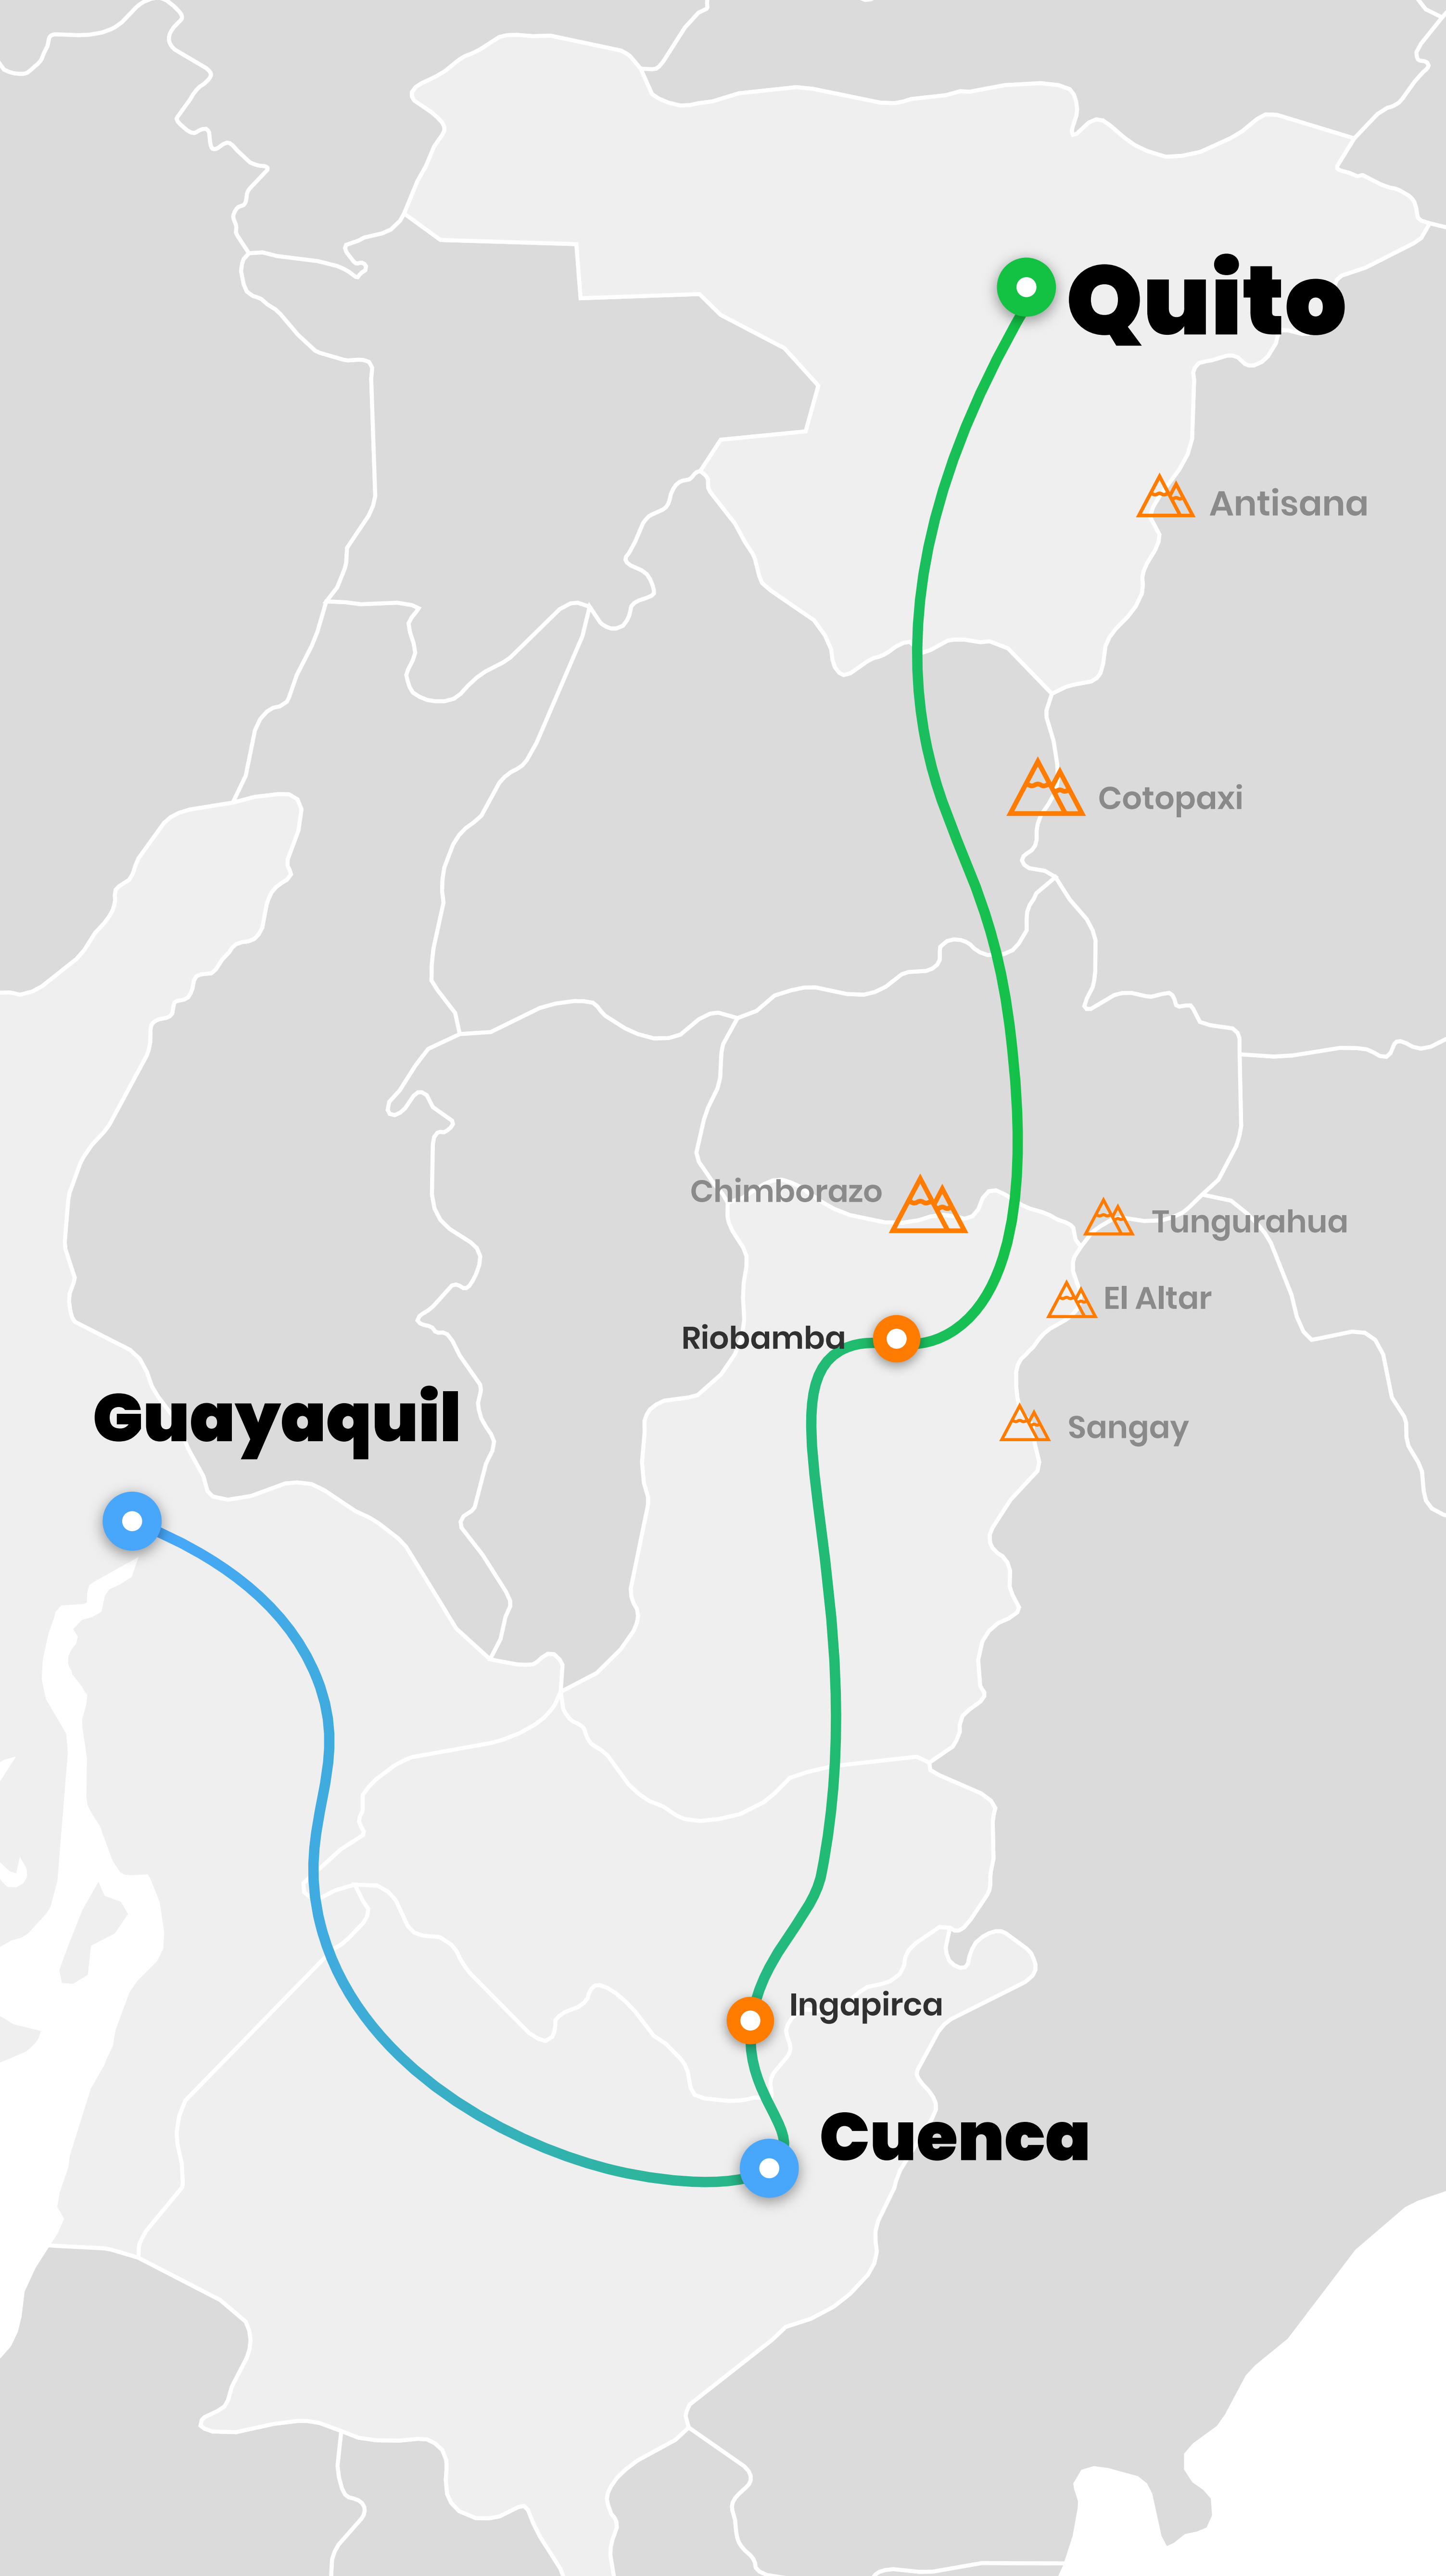 Quito
Antisana
Cotopaxi
Chimborazo
Tungurahua
El Altar
Riobamba
Guayaquil
Sangay
Ingapirca
Cuenca